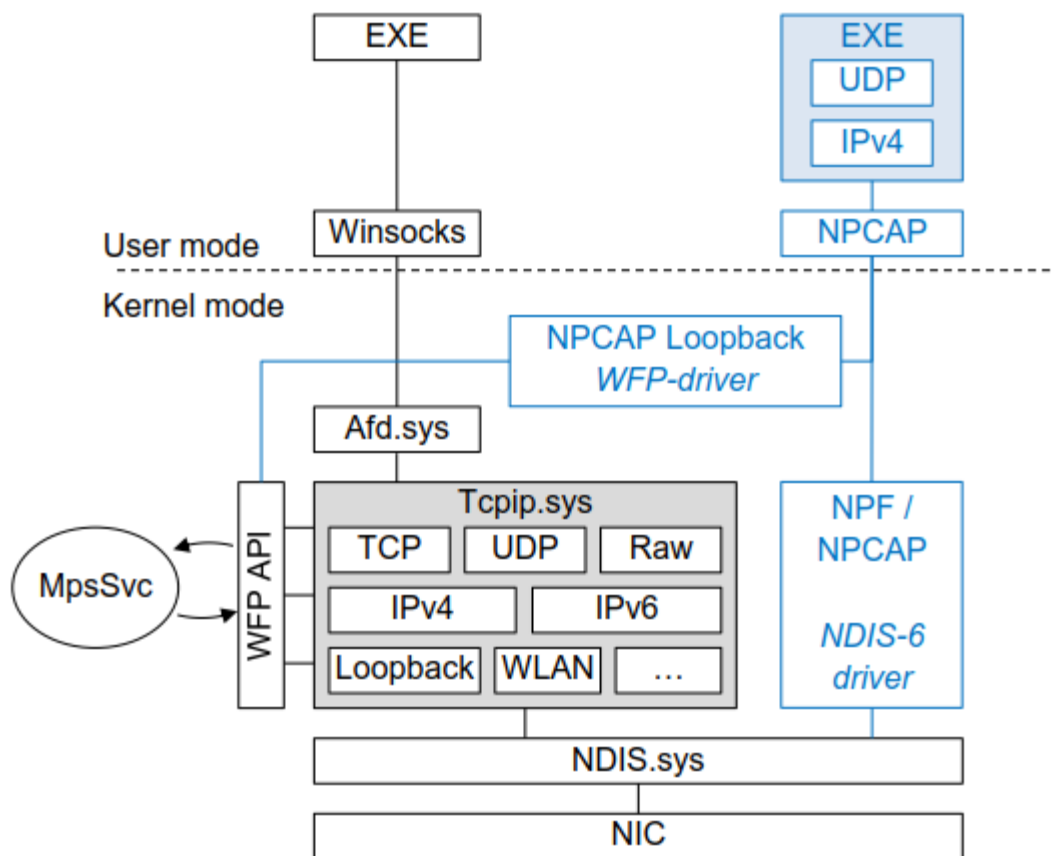 EXE
EXE
UDP
IPv4
Winsocks
NPCAP
User mode
Kernel mode
NPCAP Loopback
WFP-driver
Afd.sys
Tcpip.sys
TCP
UDP
Raw
IPv4
IPv6
Loopback
WLAN
...
WFP API
MpsSvc
NPF /
NPCAP
NDIS-6
driver
NDIS.sys
NIC